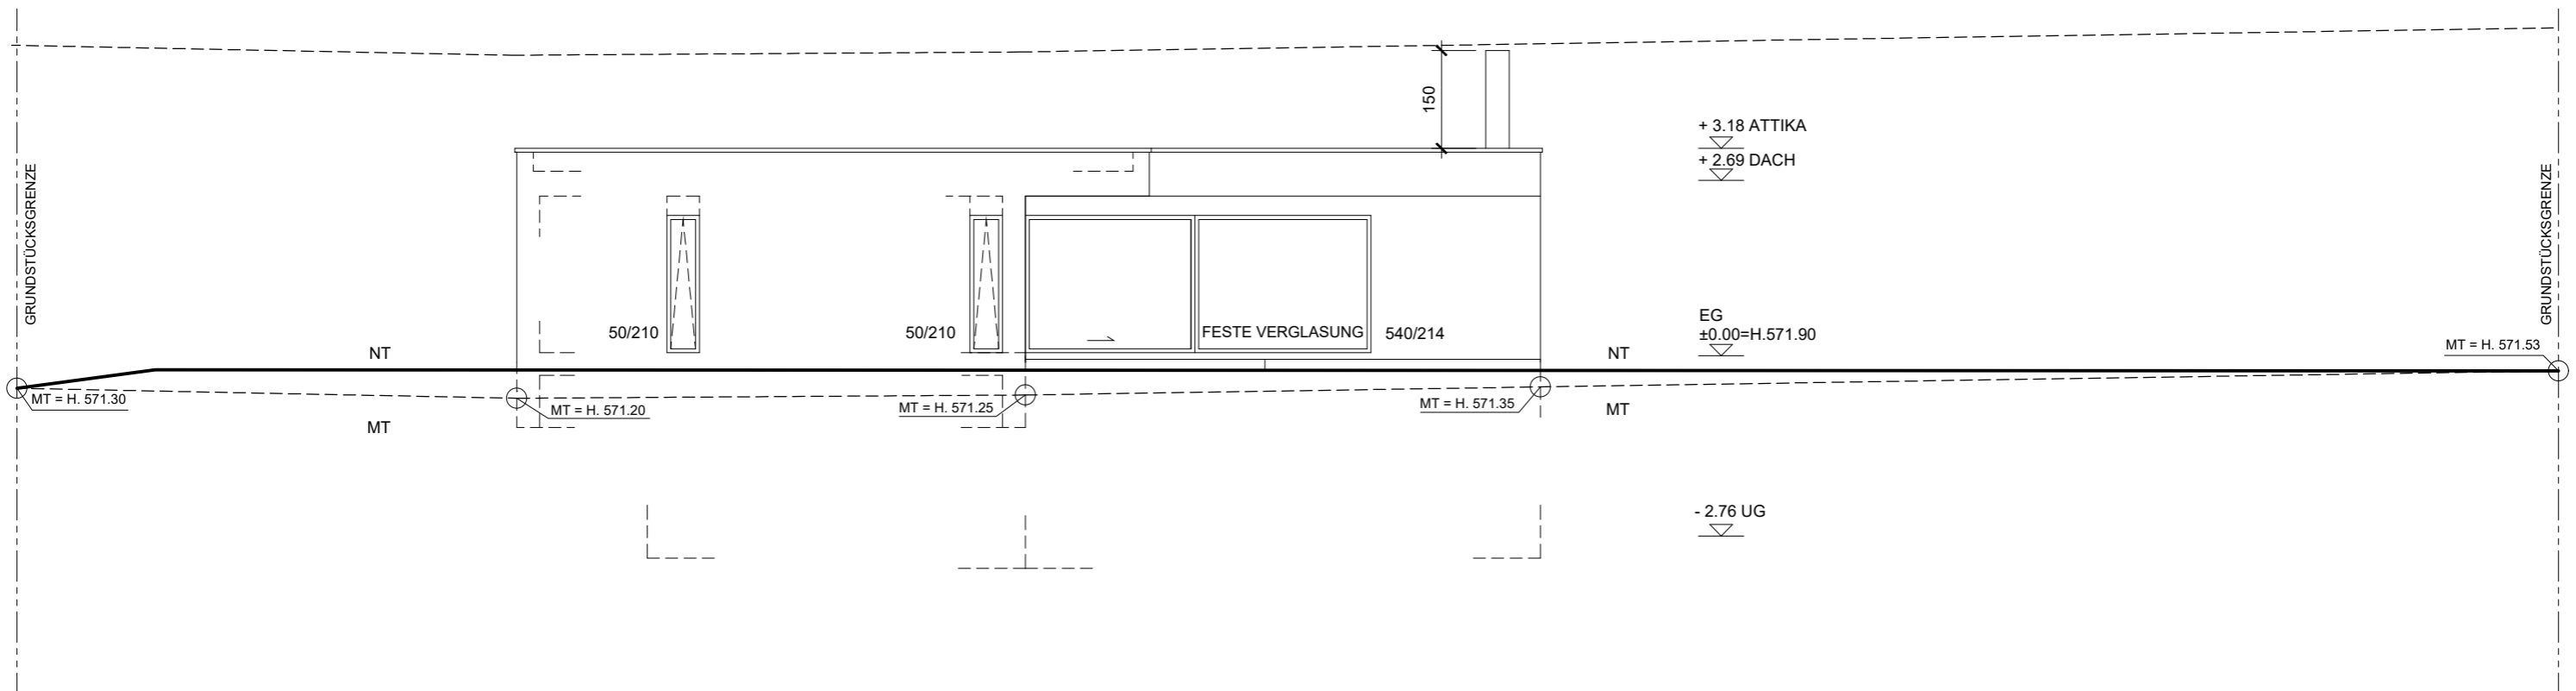 150
+ 3.18 ATTIKA
+ 2.69 DACH
GRUNDSTÜCKSGRENZE
GRUNDSTÜCKSGRENZE
50/210
50/210
FESTE VERGLASUNG
540/214
EG
±0.00=H.571.90
NT
NT
MT = H. 571.53
MT = H. 571.30
MT = H. 571.20
MT = H. 571.25
MT = H. 571.35
MT
MT
- 2.76 UG